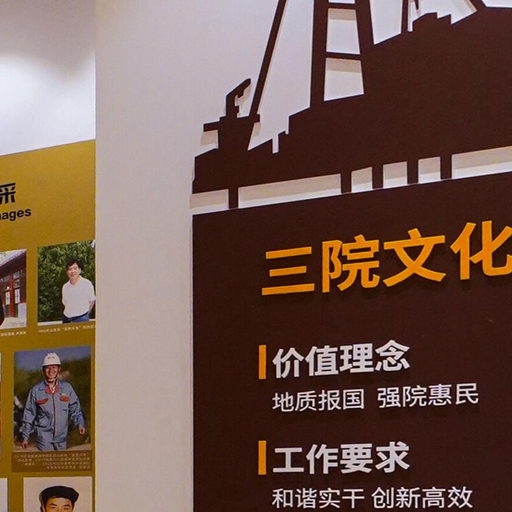 采
mages
三院文化
价值理念
地质报国 强院惠民
工作要求
和谐实干 创新高效